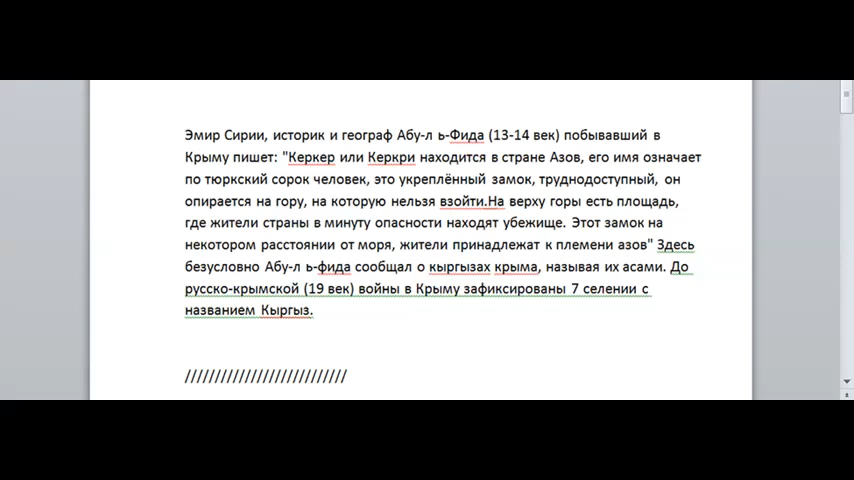 Эмир Сирии, историк и географ Абу-л ь-Фида (13-14 век) побывавший в
Крыму пишет: "Керкер или Керкри находится в стране Азов, его имя означает
по тюркский сорок человек, это укреплённый замок, труднодоступный, он
опирается на гору, на которую нельзя взойти.На верху горы есть площадь,
где жители страны в минуту опасности находят убежище. Этот замок на
некотором расстоянии от моря, жители принадлежат к племени азов" Здесь
безусловно Абу-л ь-фида сообщал о кыргызах крыма, называя их асами. До
русско-крымской (19 век) войны в Крыму зафиксированы 7 селении с
названием Кыргыз.
///////////////////////////